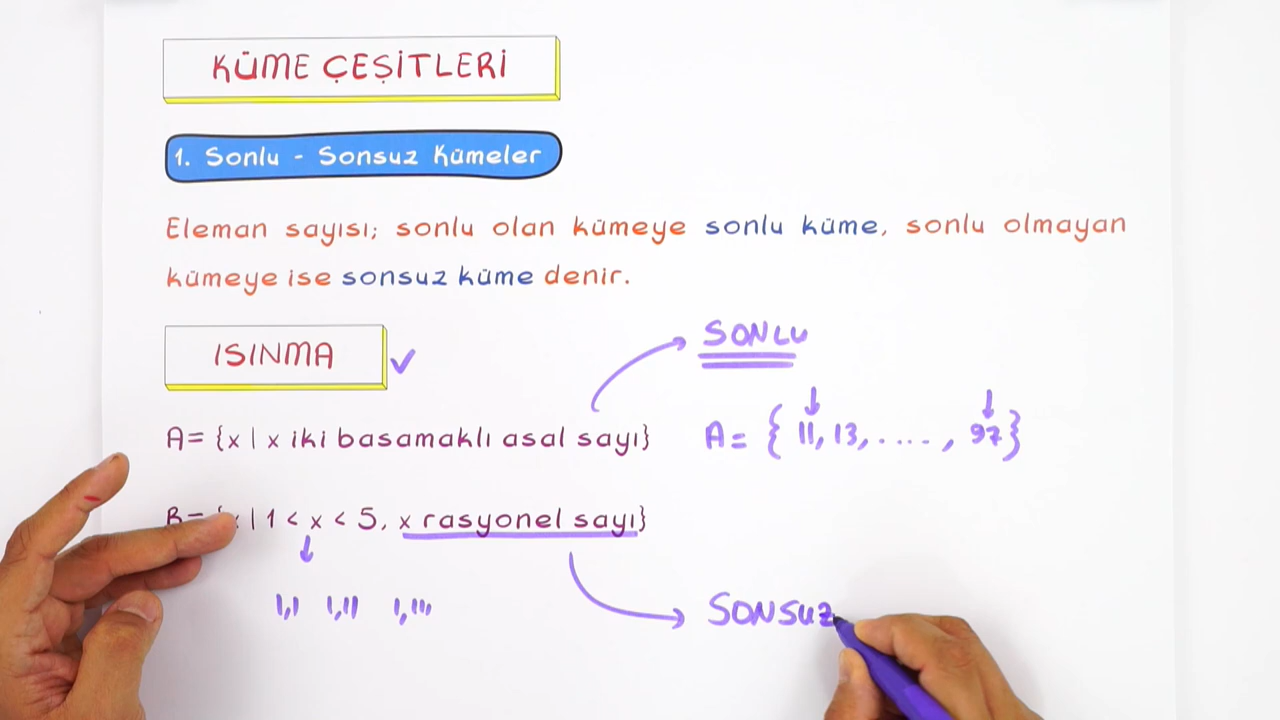 KÜME ÇEŞİTLERİ
1. Sonlu - Sonsuz Kümeler
Eleman sayısı; sonlu olan kümeye sonlu küme, sonlu olmayan
kümeye ise sonsuz küme denir.
ISINMA
SONLU
A= {x | x iki basamaklı asal sayı}
A= { 11, 13, ...., 97}
B= {x | 1 < x < 5, x rasyonel sayı}
1,1 1,11 1,111
SONSUZ